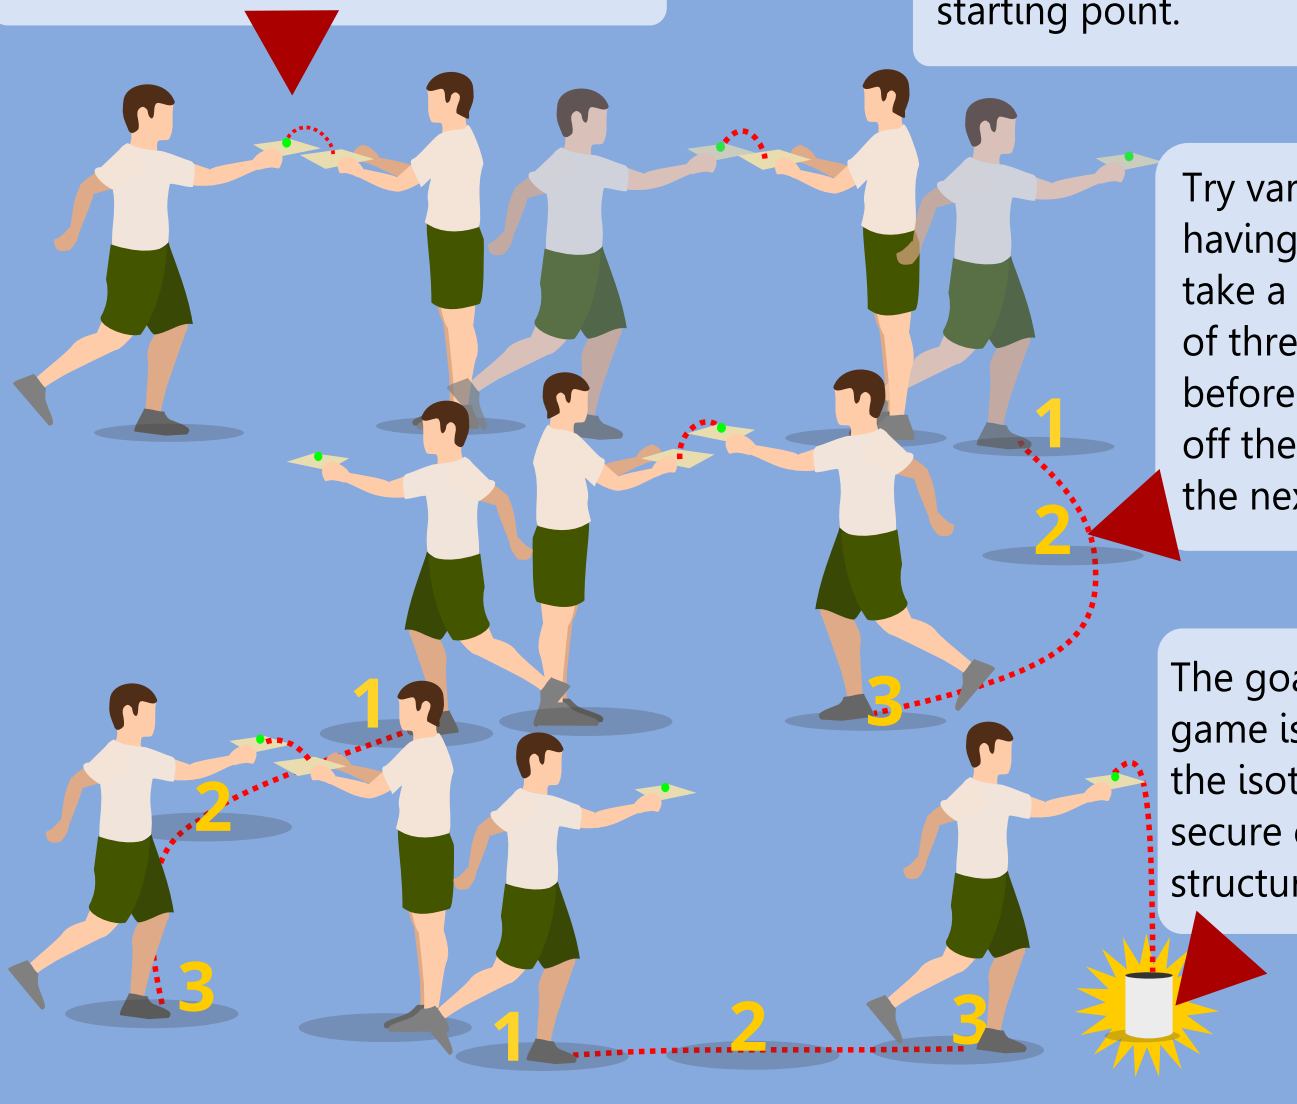 starting point.
Try var
having
take a
of thre
before
off the
the nex
1
2
3
1
2
3
1
2
3
The goa
game is
the isot
secure
structur